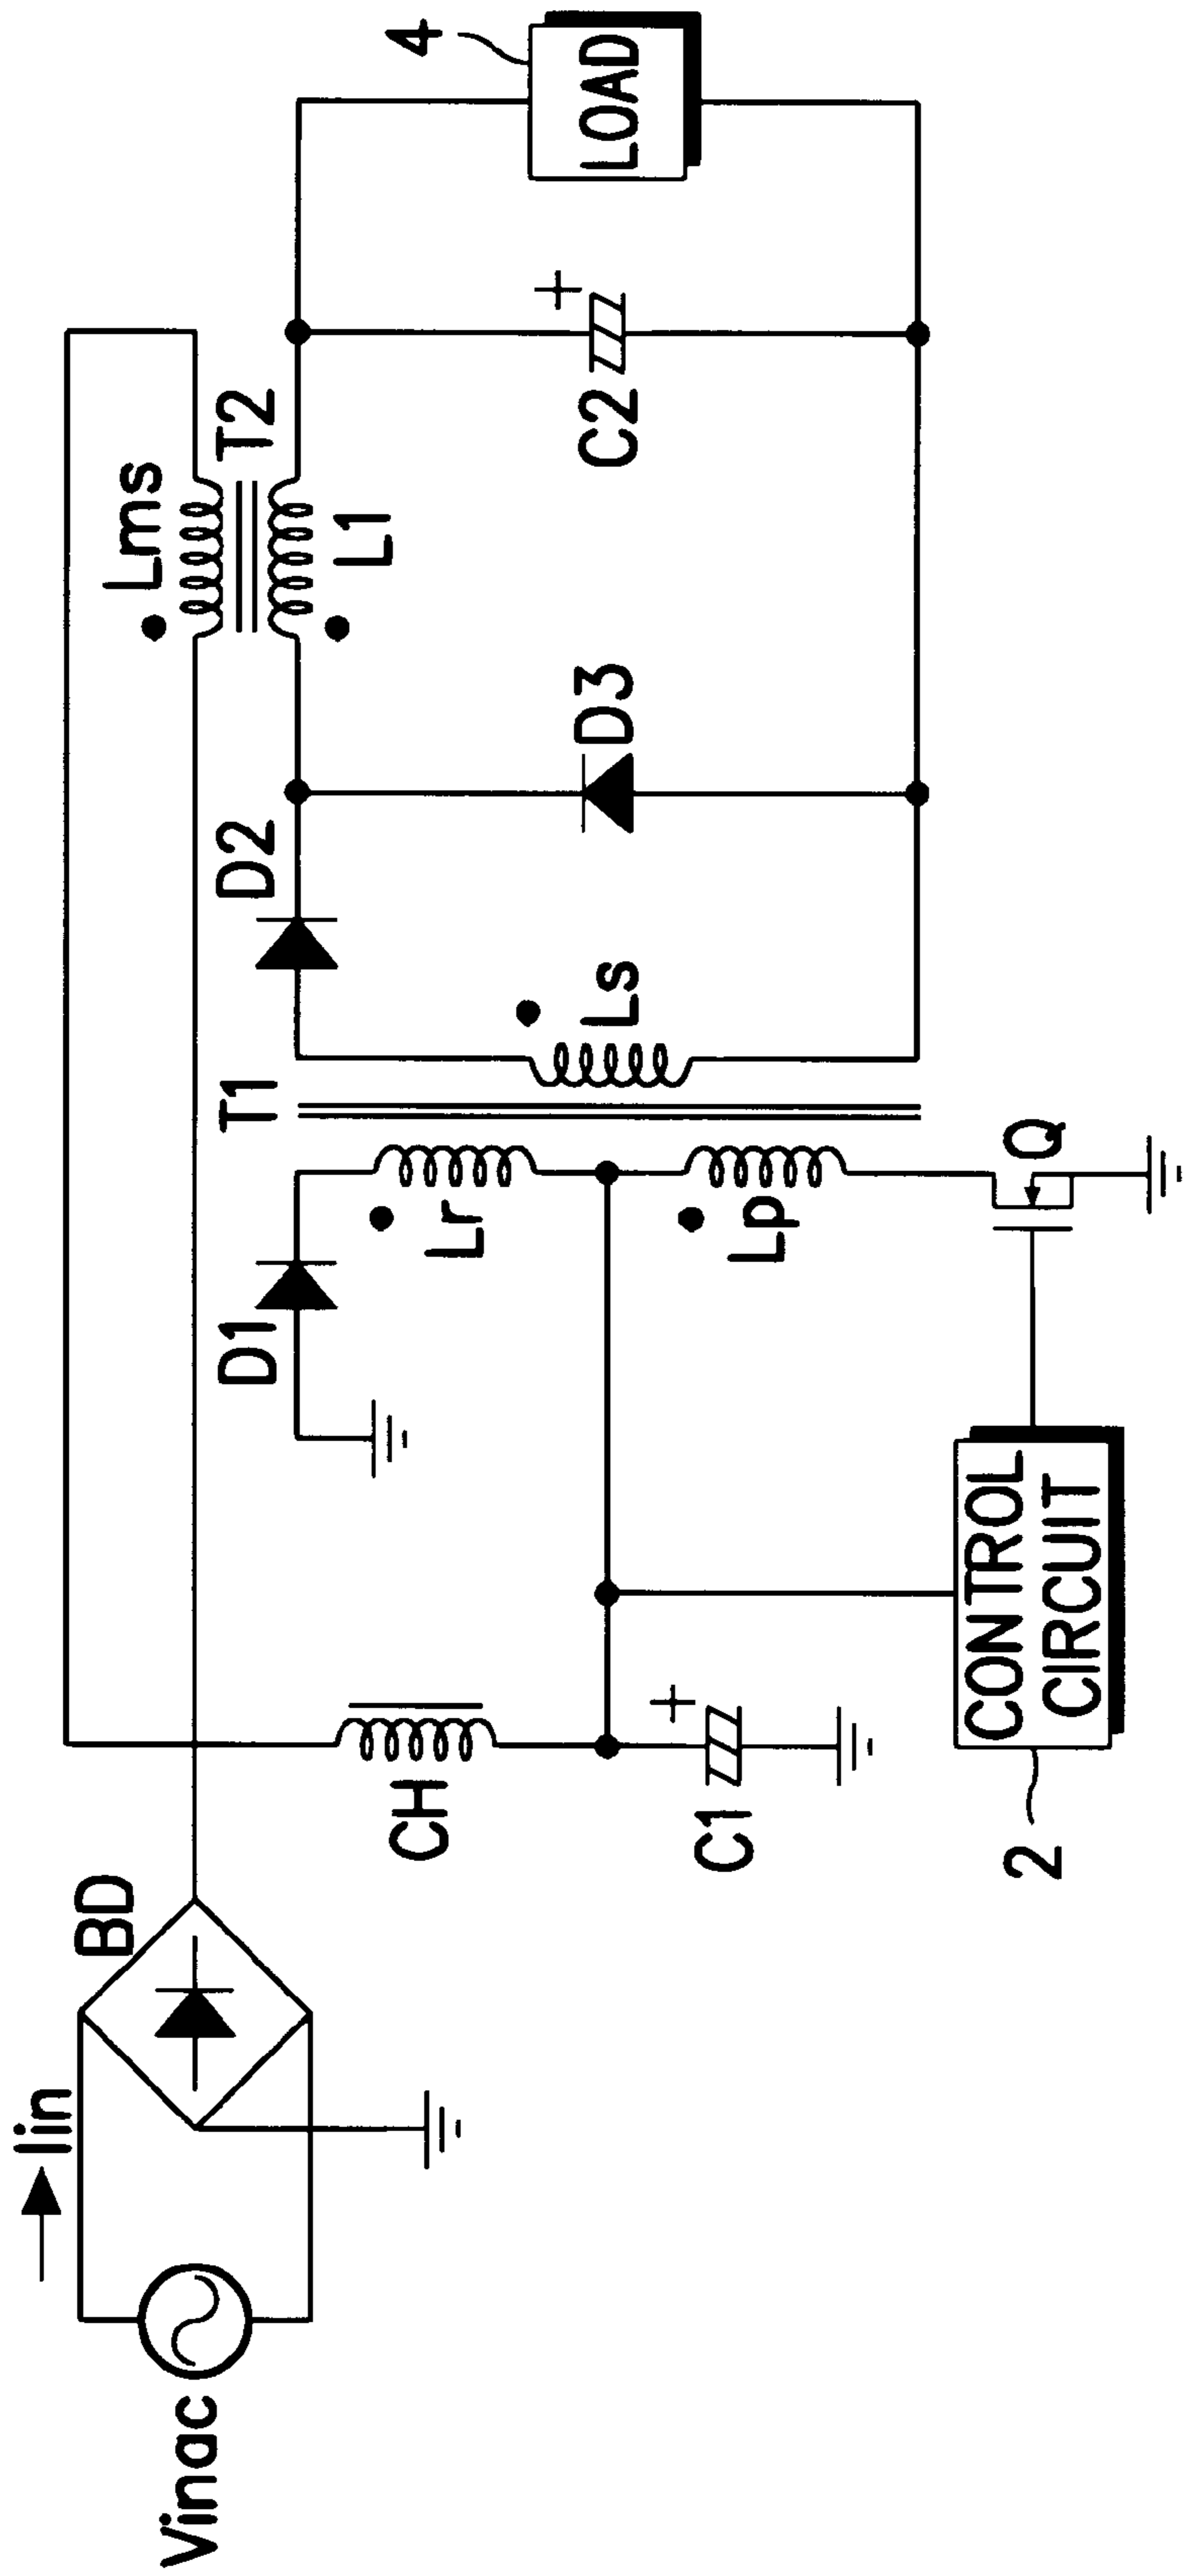 Vinac
Iin
BD
CH
C1
+
2
CONTROL
CIRCUIT
D1
Lr
Lp
Q
T1
Ls
D2
D3
Lms
T2
L1
C2
+
4
LOAD